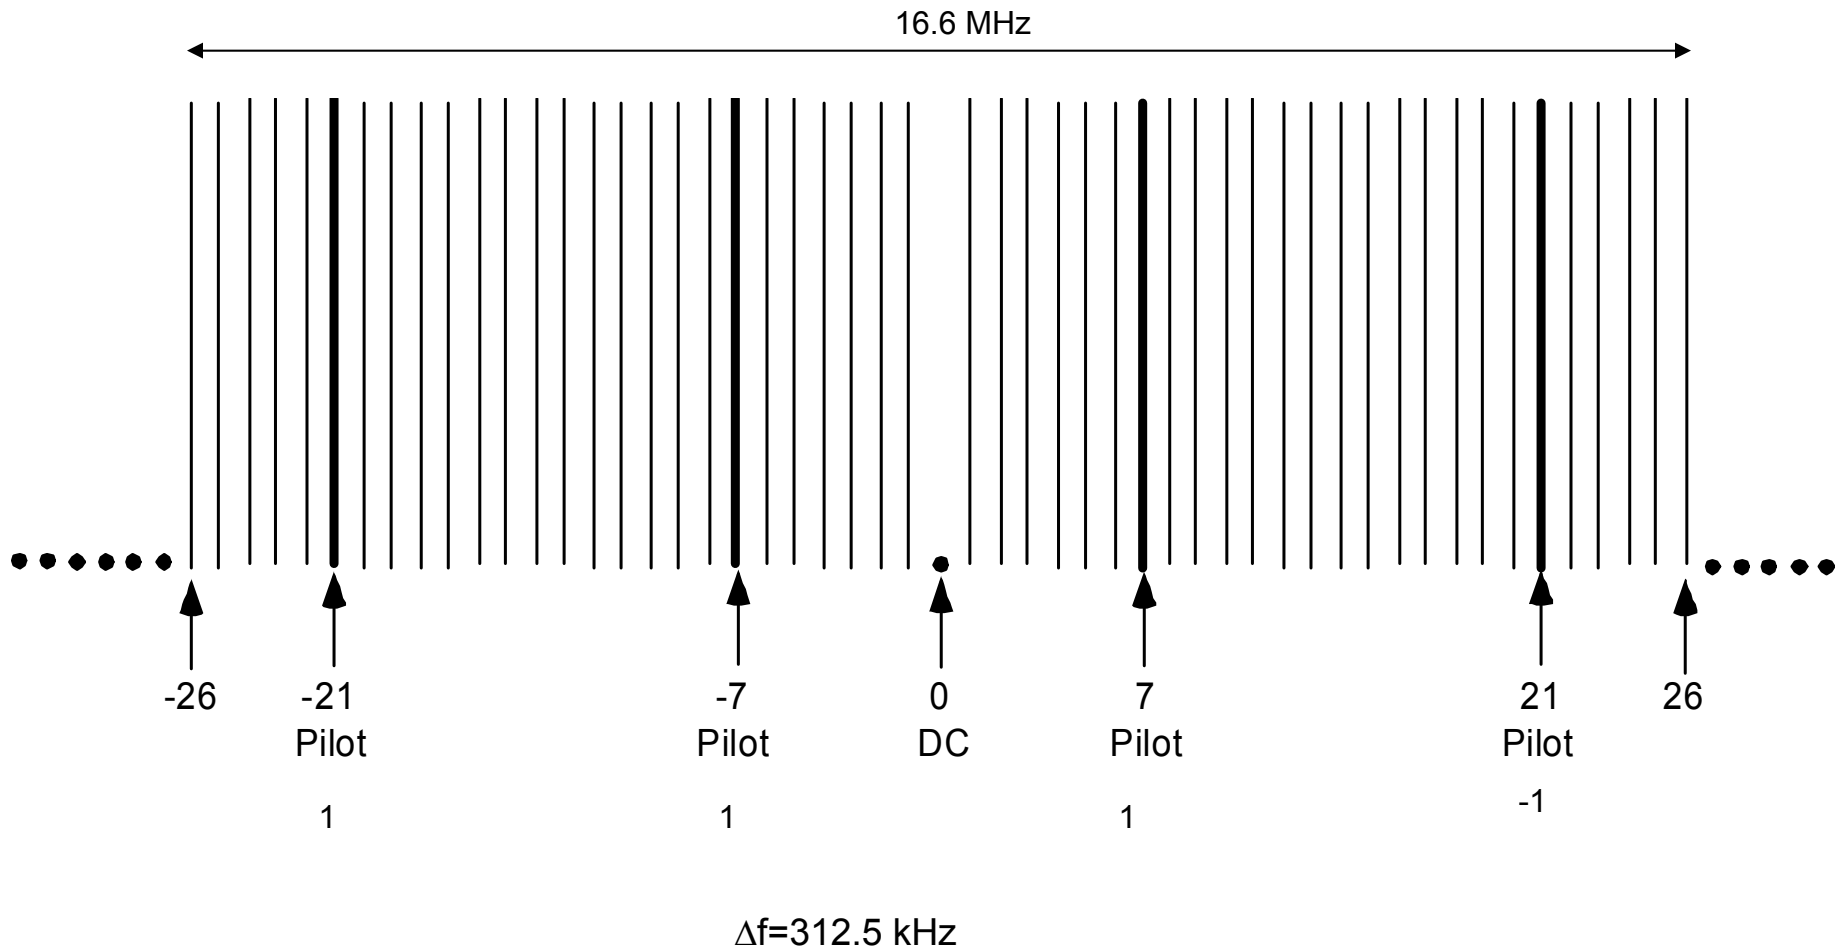 16.6 MHz
-26 -21 -7 0 7 21 26
Pilot Pilot DC Pilot Pilot
1 1 1 -1
Δf=312.5 kHz